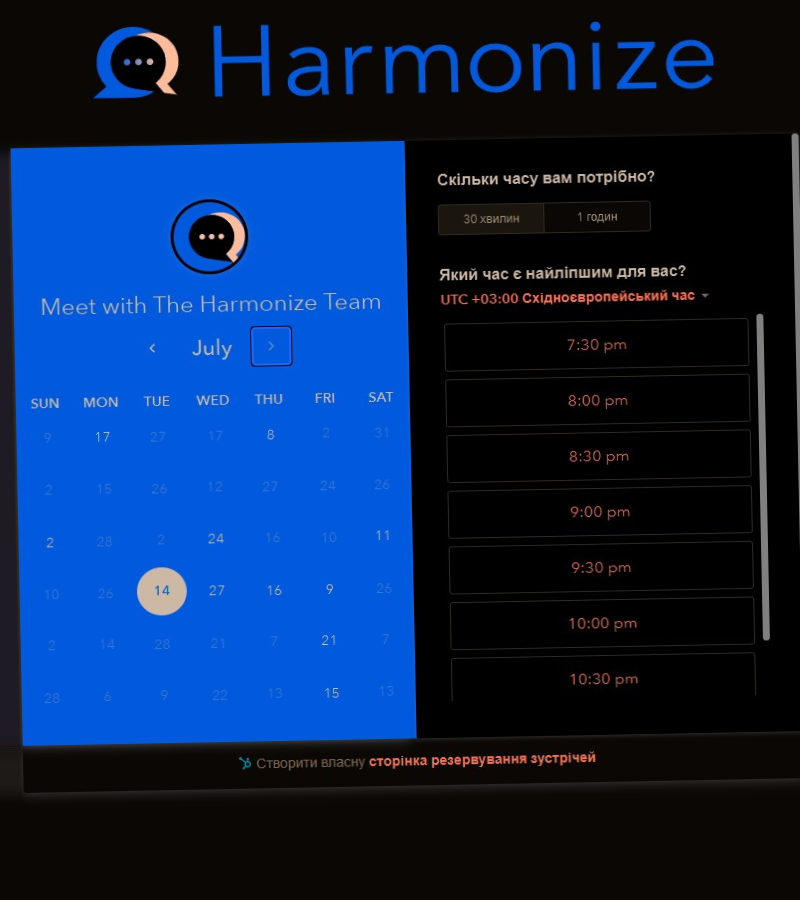 Harmonize
Meet with The Harmonize Team
July
SUN MON TUE WED THU FRI SAT
9 17 27 17 8 2 31
2 15 26 12 27 24 26
2 28 2 24 16 10 11
10 26 14 27 16 9 26
2 14 28 21 7 21 7
28 6 9 22 13 15 13
Скільки часу вам потрібно?
30 хвилин 1 годин
Який час є найліпшим для вас?
UTC +03:00 Східноєвропейський час
7:30 pm
8:00 pm
8:30 pm
9:00 pm
9:30 pm
10:00 pm
10:30 pm
Створити власну сторінка резервування зустрічей